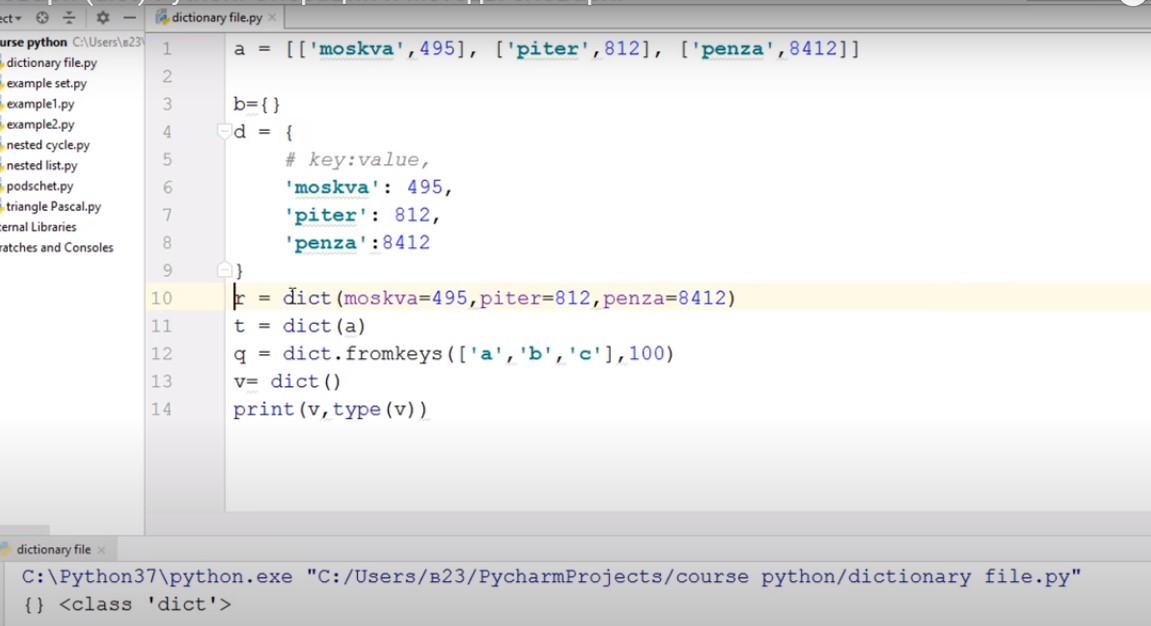 ect
dictionary file.py
urse python C:\Users\в23\
dictionary file.py
example set.py
example1.py
example2.py
nested cycle.py
nested list.py
podschet.py
triangle Pascal.py
ternal Libraries
ratches and Consoles
1 a = [['moskva',495], ['piter',812], ['penza',8412]]
2
3 b={}
4 d = {
5 # key:value,
6 'moskva': 495,
7 'piter': 812,
8 'penza':8412
9 }
10 r = dict(moskva=495,piter=812,penza=8412)
11 t = dict(a)
12 q = dict.fromkeys(['a','b','c'],100)
13 v= dict()
14 print(v,type(v))
dictionary file
C:\Python37\python.exe "C:/Users/в23/PycharmProjects/course python/dictionary file.py"
{} <class 'dict'>